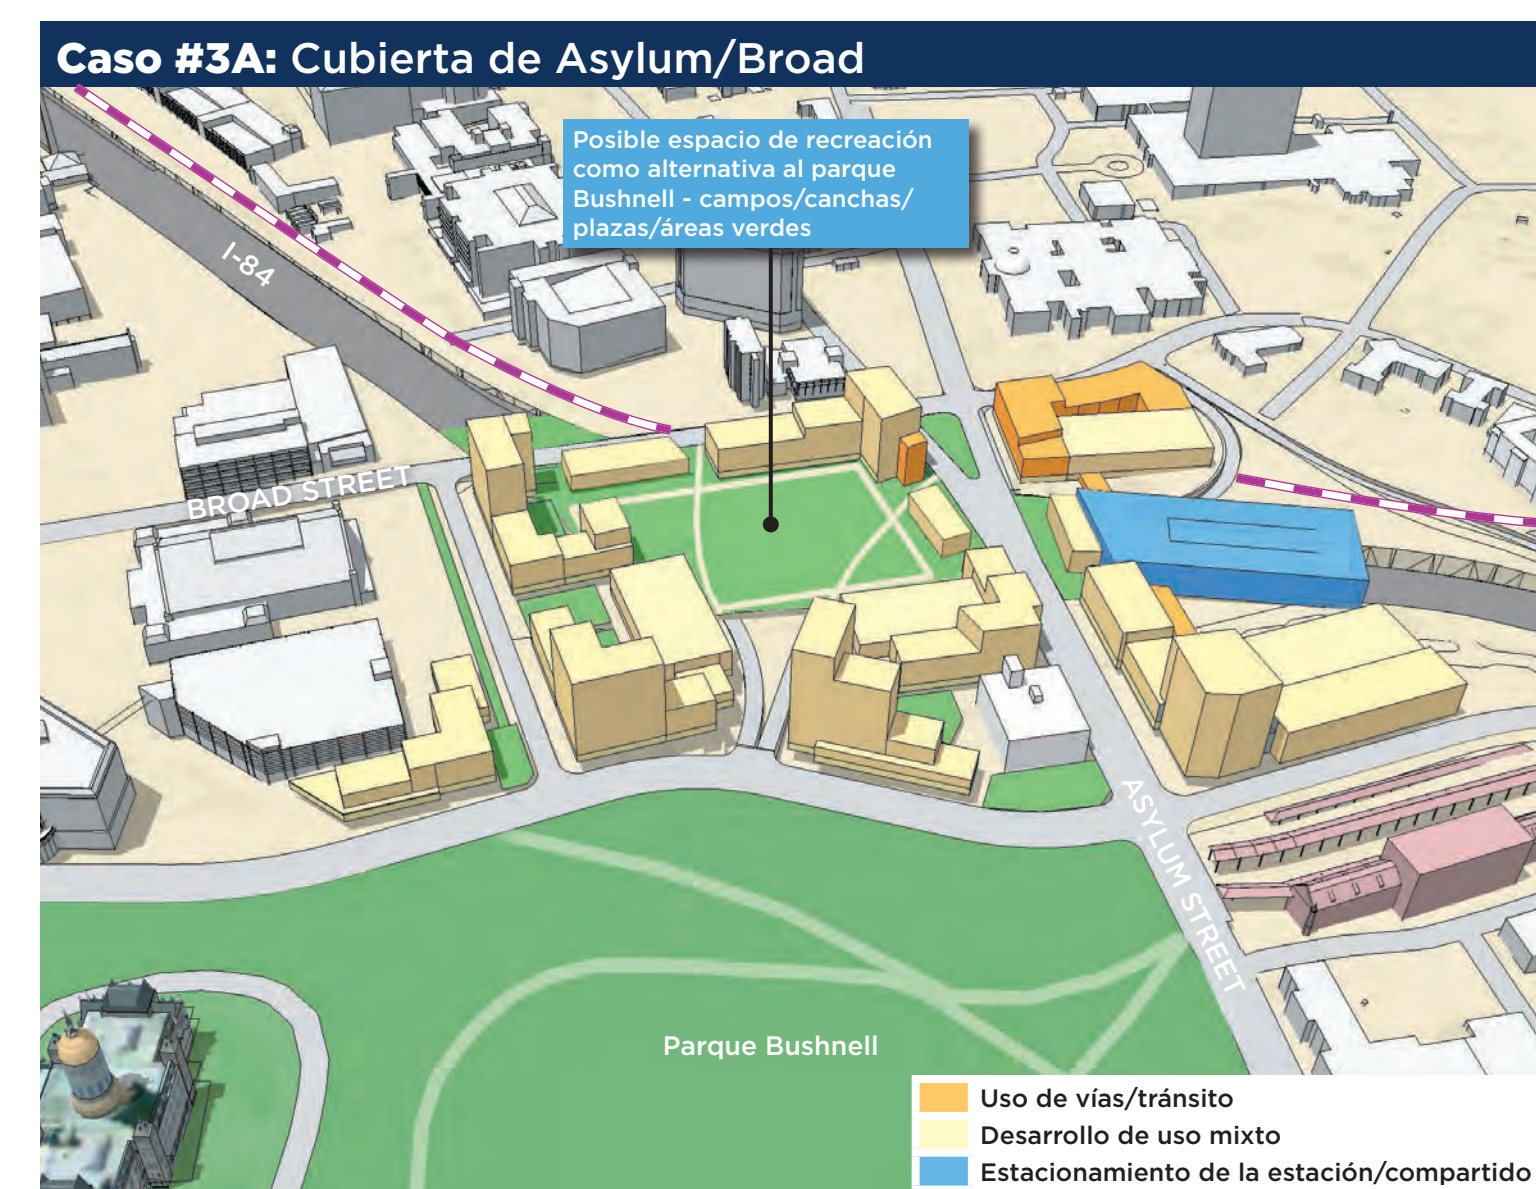 Caso #3A: Cubierta de Asylum/Broad
Posible espacio de recreación
como alternativa al parque
Bushnell - campos/canchas/
plazas/áreas verdes
I-84
BROAD STREET
ASYLUM STREET
Parque Bushnell
Uso de vías/tránsito
Desarrollo de uso mixto
Estacionamiento de la estación/compartido